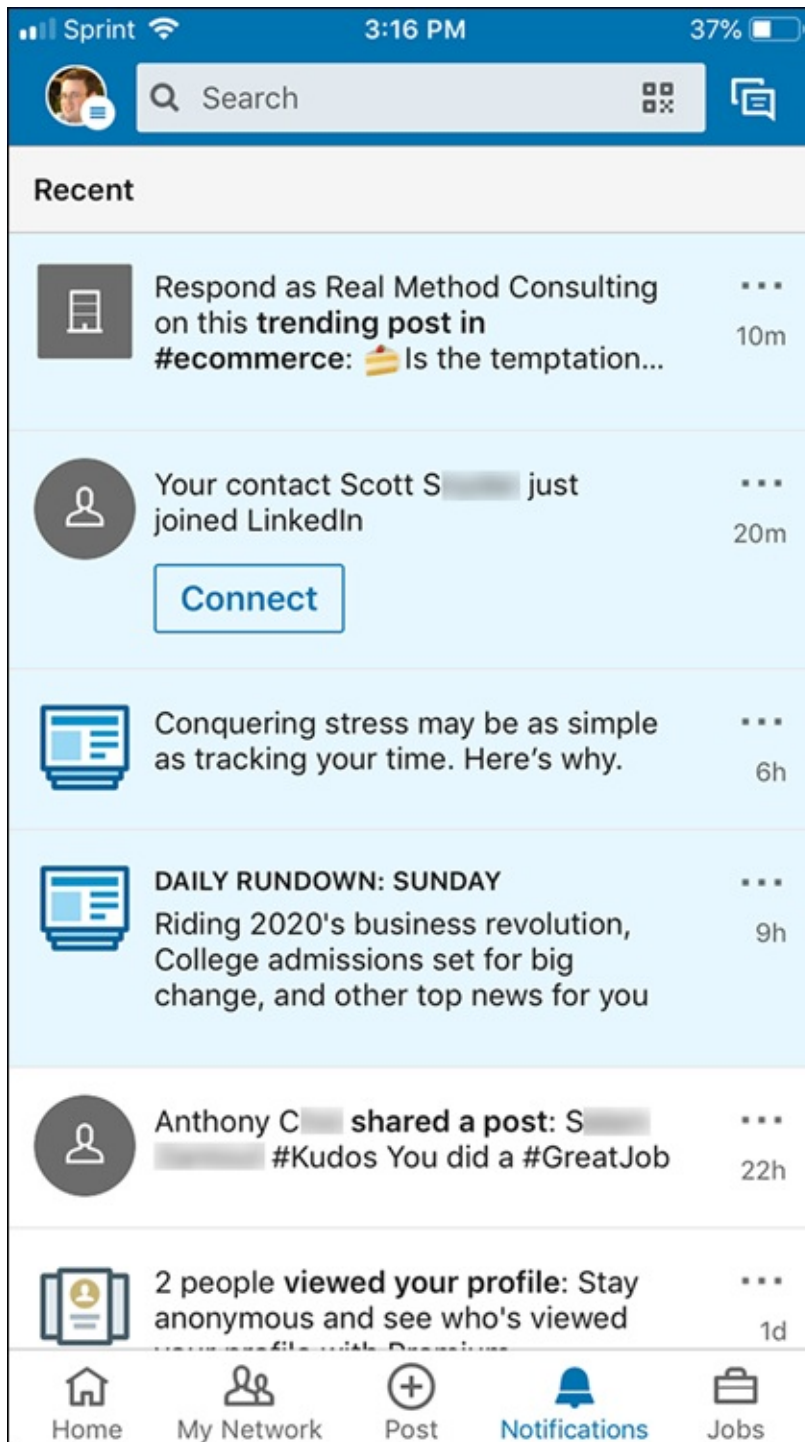 Sprint 3:16 PM 37%
Search
Recent
Respond as Real Method Consulting
on this trending post in
#ecommerce: 🍰Is the temptation...
10m
Your contact Scott S just
joined LinkedIn
20m
Connect
Conquering stress may be as simple
as tracking your time. Here’s why.
6h
DAILY RUNDOWN: SUNDAY
Riding 2020's business revolution,
College admissions set for big
change, and other top news for you
9h
Anthony C shared a post: S
#Kudos You did a #GreatJob
22h
2 people viewed your profile: Stay
anonymous and see who's viewed
your profile with Premium
1d
Home My Network Post Notifications Jobs